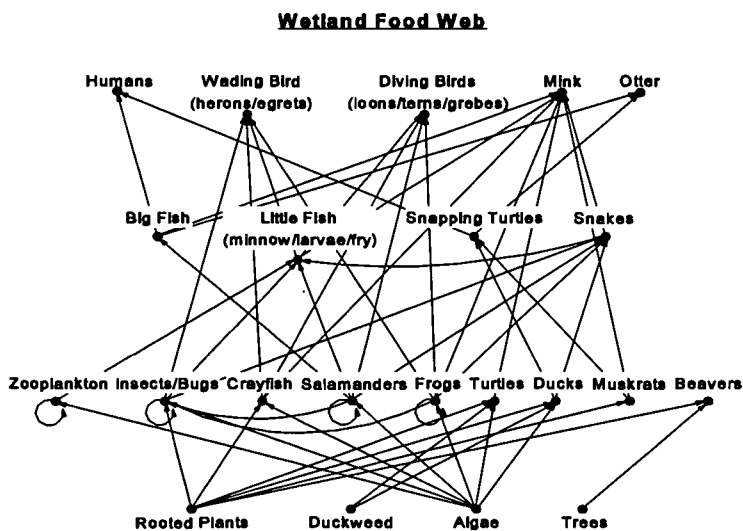 Wetland Food Web
Humans Wading Bird Diving Birds Mink Otter
(herons/egrets) (loons/terns/grebes)
Big Fish Little Fish Snapping Turtles Snakes
(minnow/larvae/fry)
Zooplankton Insects/Bugs Crayfish Salamanders Frogs Turtles Ducks Muskrats Beavers
Rooted Plants Duckweed Algae Trees